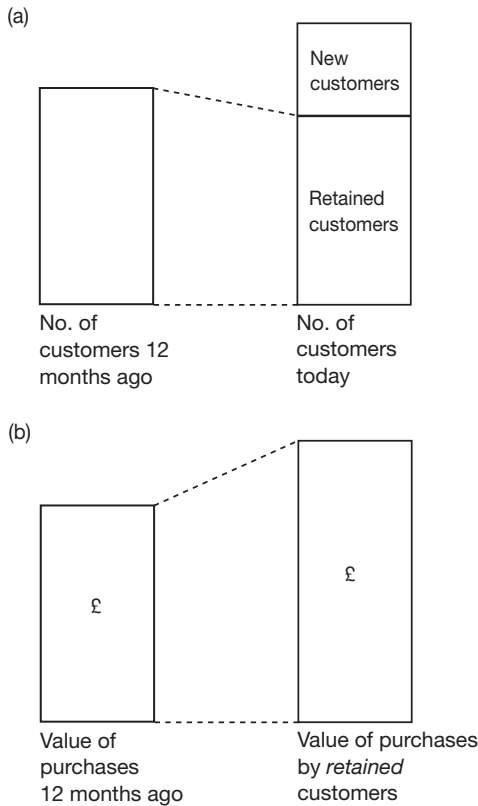 (a)
New
customers
Retained
customers
No. of
customers 12
months ago
No. of
customers
today
(b)
£
£
Value of
purchases
12 months ago
Value of purchases
by retained
customers